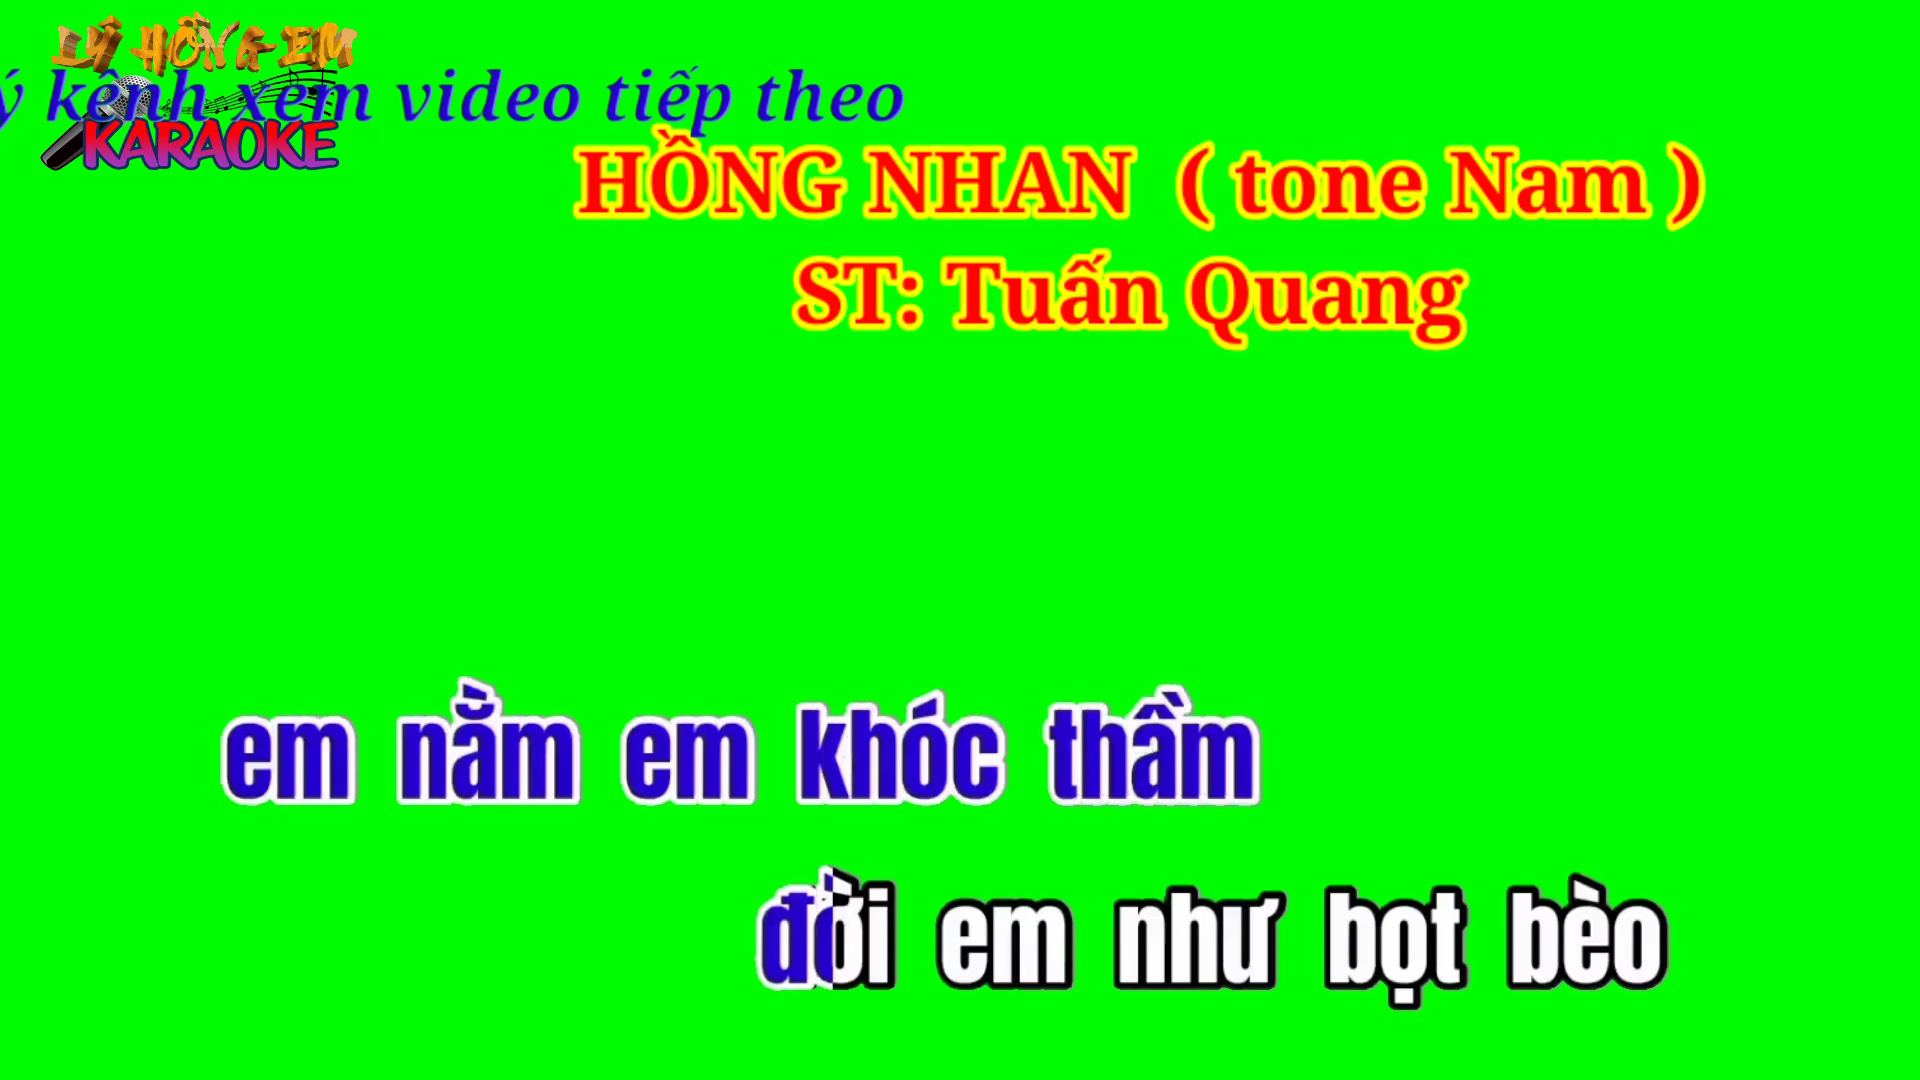 LÝ HỒNG EM
ý kênh xem video tiếp theo
KARAOKE
HỒNG NHAN ( tone Nam )
ST: Tuấn Quang
em nằm em khóc thầm
đời em như bọt bèo